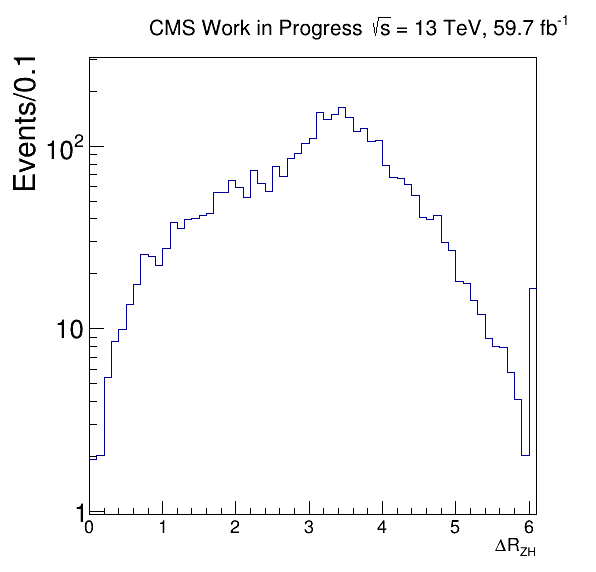 CMS Work in Progress √s = 13 TeV, 59.7 fb⁻¹
Events/0.1
10²
10
1
0 1 2 3 4 5 6
ΔR_ZH